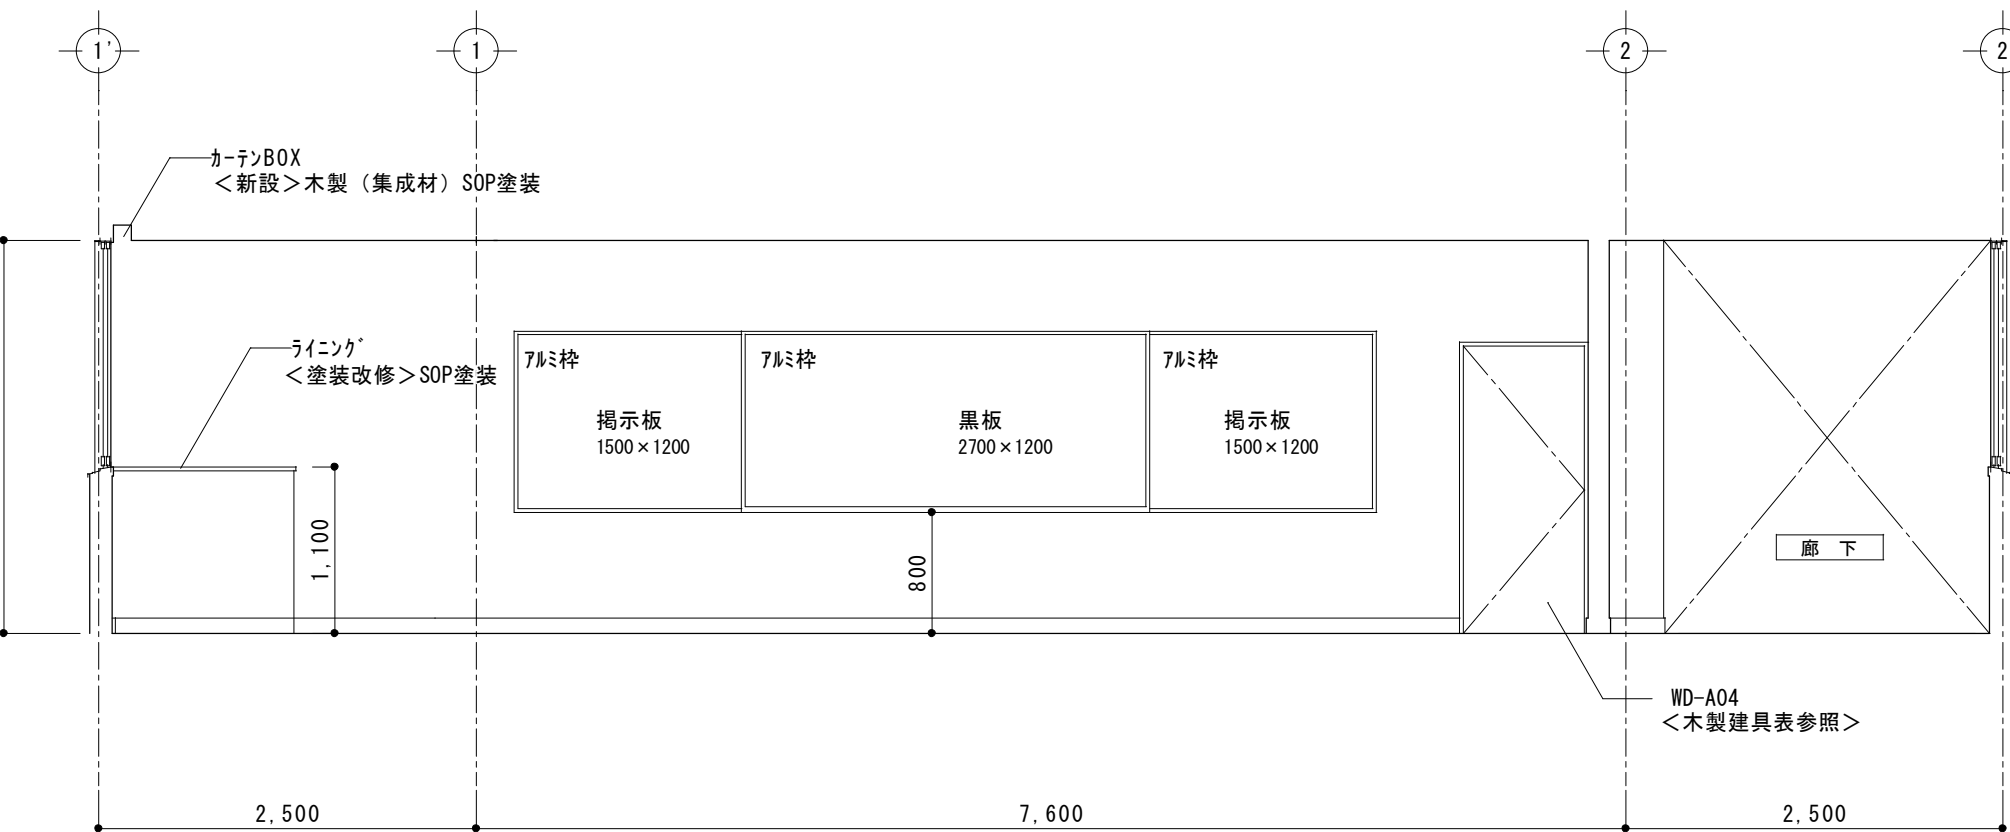 1'
1
2
2
ｶｰﾃﾝBOX
＜新設＞木製（集成材）SOP塗装
ﾗｲﾆﾝｸﾞ
＜塗装改修＞SOP塗装
ｱﾙﾐ枠
ｱﾙﾐ枠
ｱﾙﾐ枠
掲示板
1500×1200
黒板
2700×1200
掲示板
1500×1200
1,100
800
廊　下
WD-A04
＜木製建具表参照＞
2,500
7,600
2,500